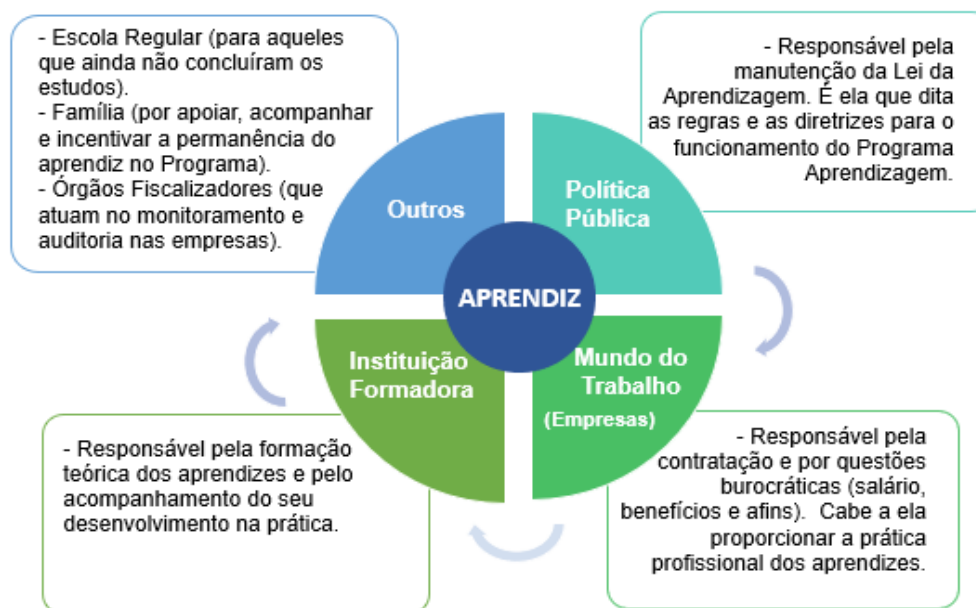 - Escola Regular (para aqueles
que ainda não concluíram os
estudos).
- Família (por apoiar, acompanhar
e incentivar a permanência do
aprendiz no Programa).
- Órgãos Fiscalizadores (que
atuam no monitoramento e
auditoria nas empresas).
- Responsável pela
manutenção da Lei da
Aprendizagem. É ela que dita
as regras e as diretrizes para o
funcionamento do Programa
Aprendizagem.
Outros
Política
Pública
APRENDIZ
Instituição
Formadora
Mundo do
Trabalho
(Empresas)
- Responsável pela formação
teórica dos aprendizes e pelo
acompanhamento do seu
desenvolvimento na prática.
- Responsável pela
contratação e por questões
burocráticas (salário,
benefícios e afins). Cabe a ela
proporcionar a prática
profissional dos aprendizes.